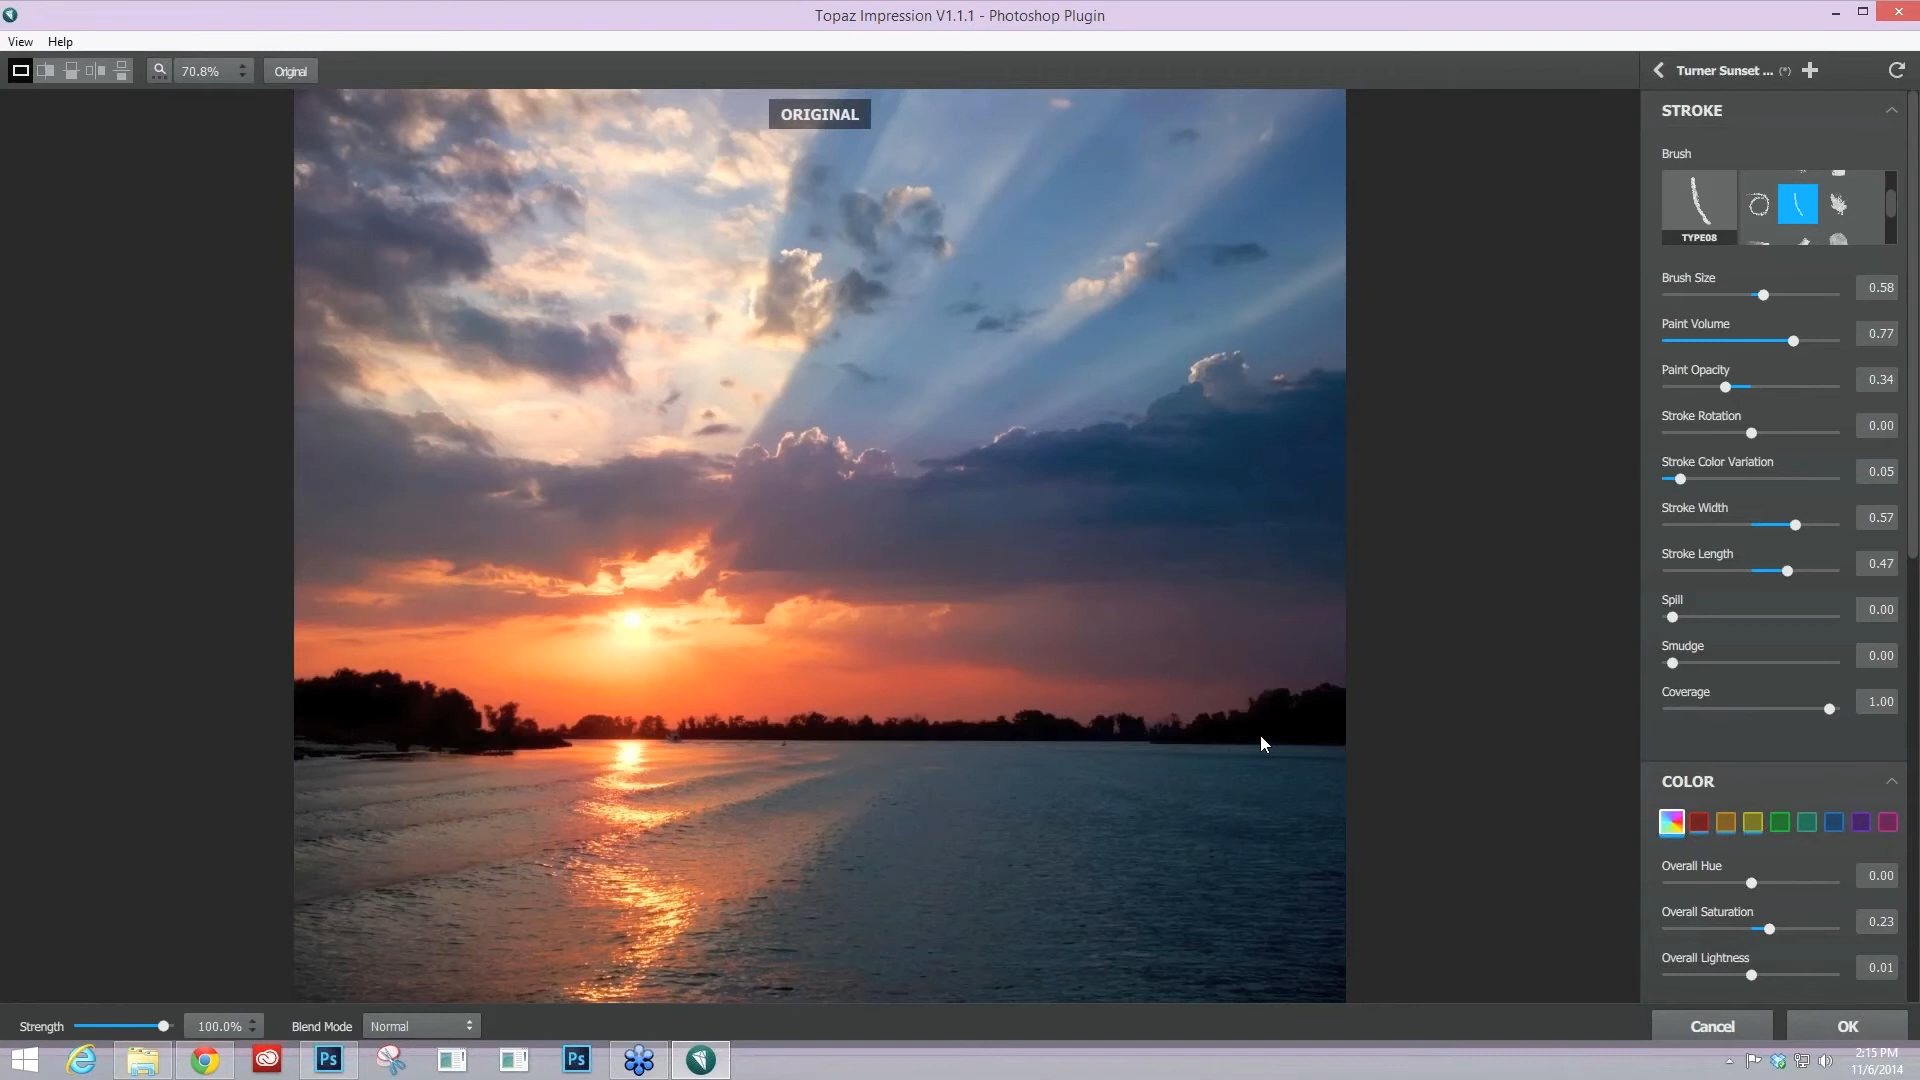 Topaz Impression V1.1.1 - Photoshop Plugin
View Help
70.8% Original
Turner Sunset ... (*)
ORIGINAL
STROKE
Brush
TYPE08
Brush Size 0.58
Paint Volume 0.77
Paint Opacity 0.34
Stroke Rotation 0.00
Stroke Color Variation 0.05
Stroke Width 0.57
Stroke Length 0.47
Spill 0.00
Smudge 0.00
Coverage 1.00
COLOR
Overall Hue 0.00
Overall Saturation 0.23
Overall Lightness 0.01
Strength 100.0% Blend Mode Normal
Cancel OK
Ps Ps
2:15 PM
11/6/2014